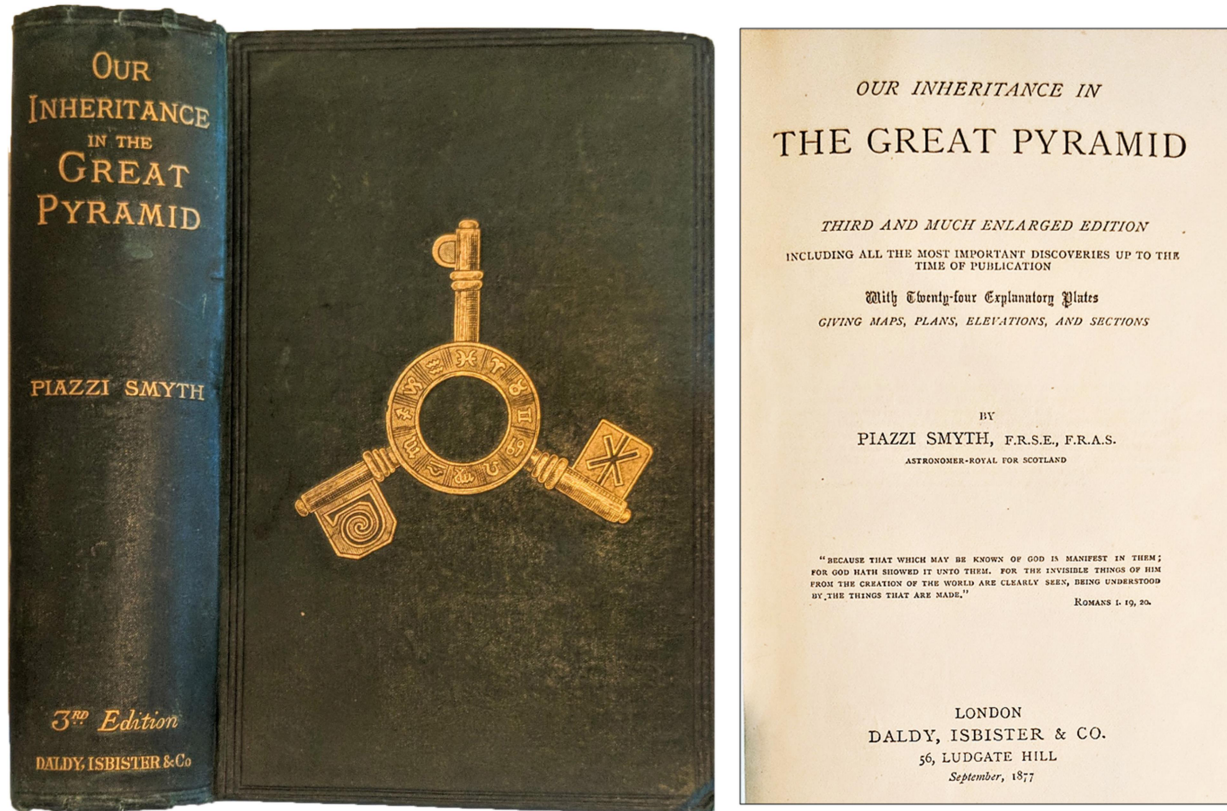 OUR
INHERITANCE
IN THE
GREAT
PYRAMID
PIAZZI SMYTH
3RD Edition
DALDY, ISBISTER & Co
OUR INHERITANCE IN
THE GREAT PYRAMID
THIRD AND MUCH ENLARGED EDITION
INCLUDING ALL THE MOST IMPORTANT DISCOVERIES UP TO THE
TIME OF PUBLICATION
With Twenty-four Explanatory Plates
GIVING MAPS, PLANS, ELEVATIONS, AND SECTIONS
BY
PIAZZI SMYTH, F.R.S.E., F.R.A.S.
ASTRONOMER-ROYAL FOR SCOTLAND
"BECAUSE THAT WHICH MAY BE KNOWN OF GOD IS MANIFEST IN THEM;
FOR GOD HATH SHOWED IT UNTO THEM. FOR THE INVISIBLE THINGS OF HIM
FROM THE CREATION OF THE WORLD ARE CLEARLY SEEN, BEING UNDERSTOOD
BY THE THINGS THAT ARE MADE."
ROMANS I. 19, 20.
LONDON
DALDY, ISBISTER & CO.
56, LUDGATE HILL
September, 1877